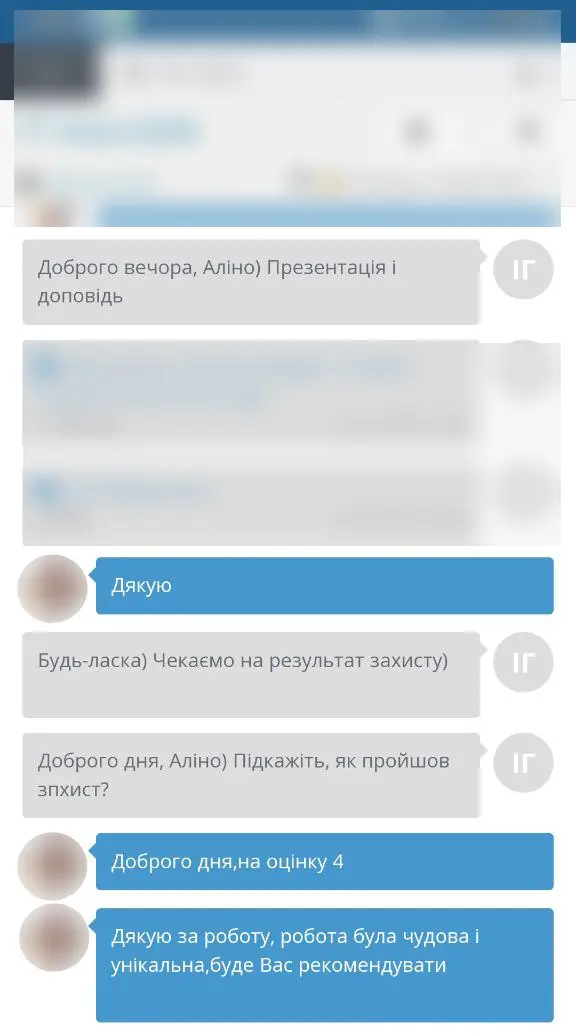 Доброго вечора, Аліно) Презентація і
доповідь
ІГ
Дякую
Будь-ласка) Чекаємо на результат захисту)
ІГ
Доброго дня, Аліно) Підкажіть, як пройшов
зпхист?
ІГ
Доброго дня,на оцінку 4
Дякую за роботу, робота була чудова і
унікальна,буде Вас рекомендувати